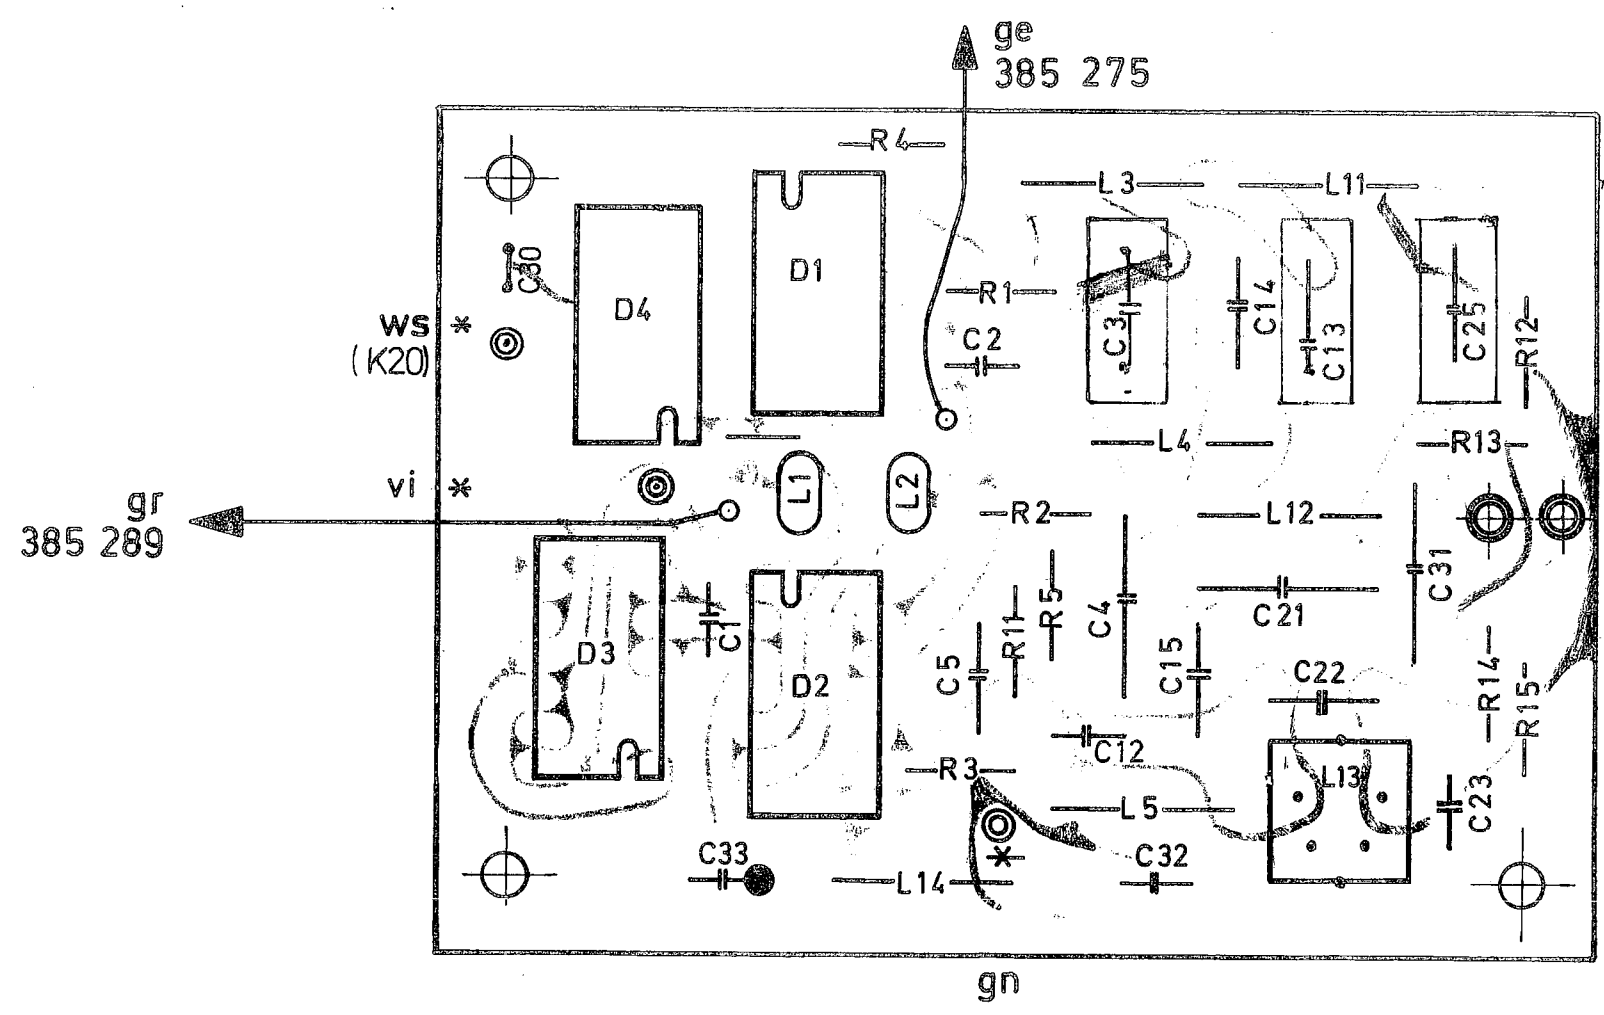 ge
385 275
R4
L3
L11
C30
D4
D1
R1
C3
C14
C13
C25
R12
ws *
(K20)
C2
L4
R13
vi *
gr
385 289
L1
L2
R2
L12
C31
C21
D3
C1
D2
C5
R11
R5
C4
C15
C22
R14
R15
C12
R3
L5
L13
C23
*
C33
L14
C32
gn